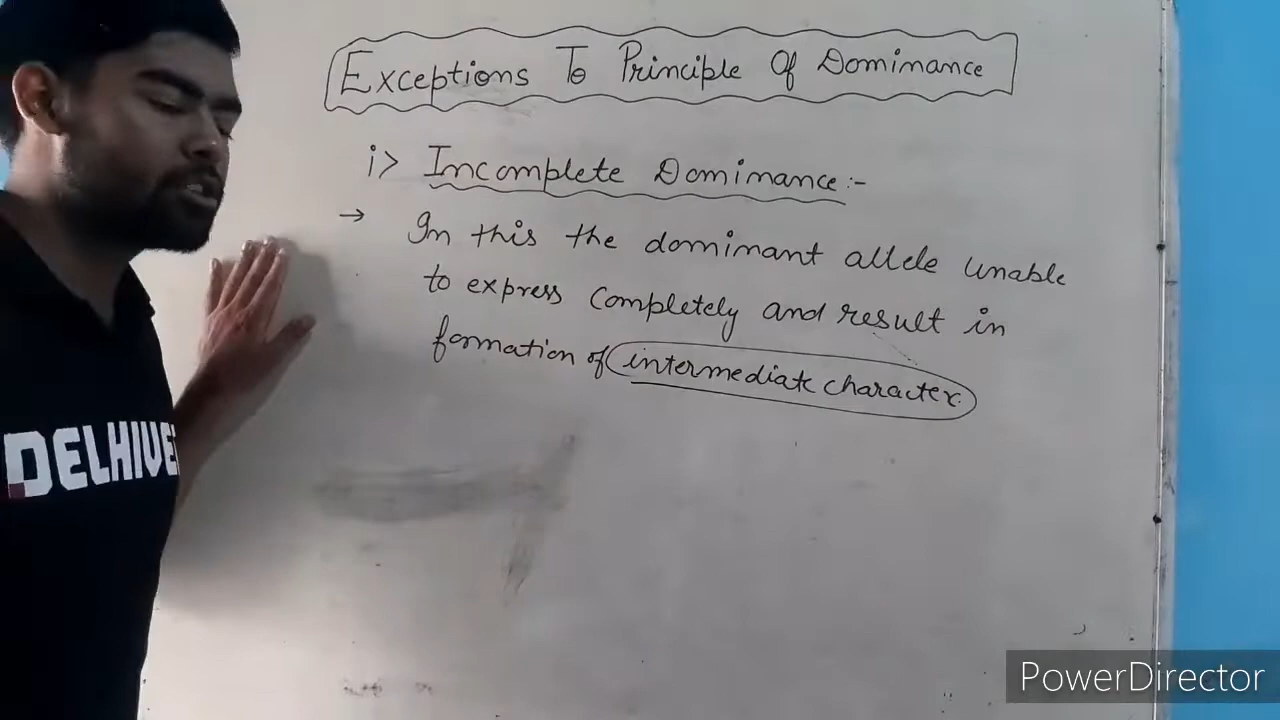 Exceptions To Principle Of Dominance
i> Incomplete Dominance:-
→ In this the dominant allele unable
to express completely and result in
formation of intermediate character.
DELHIVE
PowerDirector